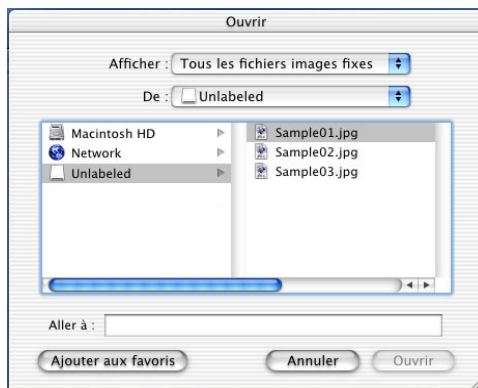 Ouvrir
Afficher : Tous les fichiers images fixes
De : Unlabeled
Macintosh HD
Network
Unlabeled
Sample01.jpg
Sample02.jpg
Sample03.jpg
Aller à :
Ajouter aux favoris
Annuler
Ouvrir